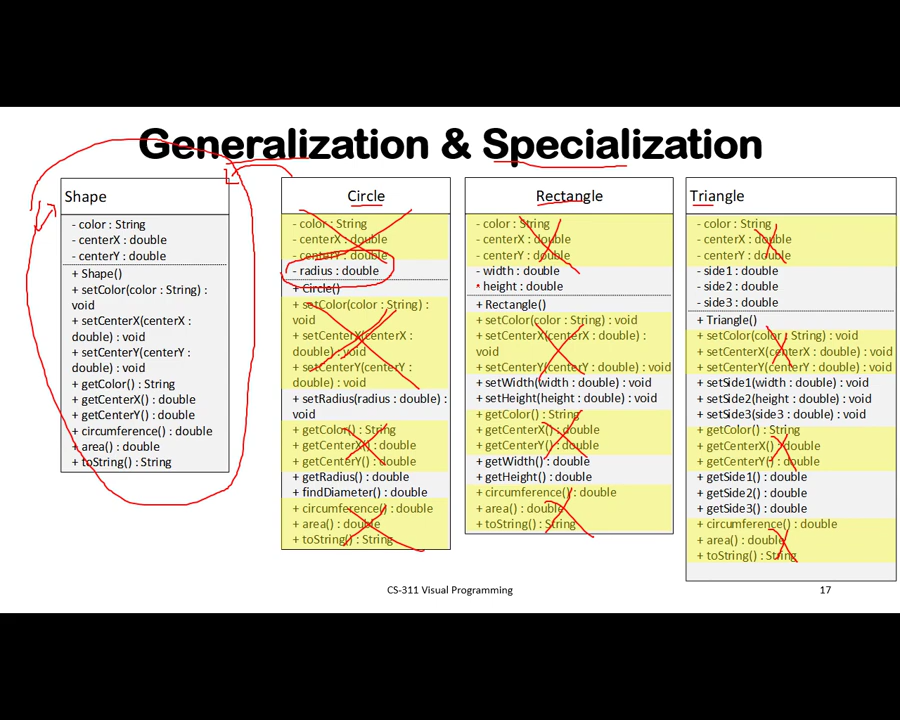 Generalization & Specialization
Shape
- color : String
- centerX : double
- centerY : double
+ Shape()
+ setColor(color : String) :
void
+ setCenterX(centerX :
double) : void
+ setCenterY(centerY :
double) : void
+ getColor() : String
+ getCenterX() : double
+ getCenterY() : double
+ circumference() : double
+ area() : double
+ toString() : String
Circle
- color : String
- centerX : double
- centerY : double
- radius : double
+ Circle()
+ setColor(color : String) :
void
+ setCenterX(centerX :
double) : void
+ setCenterY(centerY :
double) : void
+ setRadius(radius : double) :
void
+ getColor() : String
+ getCenterX() : double
+ getCenterY() : double
+ getRadius() : double
+ findDiameter() : double
+ circumference() : double
+ area() : double
+ toString() : String
Rectangle
- color : String
- centerX : double
- centerY : double
- width : double
* height : double
+ Rectangle()
+ setColor(color : String) : void
+ setCenterX(centerX : double) :
void
+ setCenterY(centerY : double) : void
+ setWidth(width : double) : void
+ setHeight(height : double) : void
+ getColor() : String
+ getCenterX() : double
+ getCenterY() : double
+ getWidth() : double
+ getHeight() : double
+ circumference() : double
+ area() : double
+ toString() : String
Triangle
- color : String
- centerX : double
- centerY : double
- side1 : double
- side2 : double
- side3 : double
+ Triangle()
+ setColor(color : String) : void
+ setCenterX(centerX : double) : void
+ setCenterY(centerY : double) : void
+ setSide1(width : double) : void
+ setSide2(height : double) : void
+ setSide3(side3 : double) : void
+ getColor() : String
+ getCenterX() : double
+ getCenterY() : double
+ getSide1() : double
+ getSide2() : double
+ getSide3() : double
+ circumference() : double
+ area() : double
+ toString() : String
CS-311 Visual Programming
17